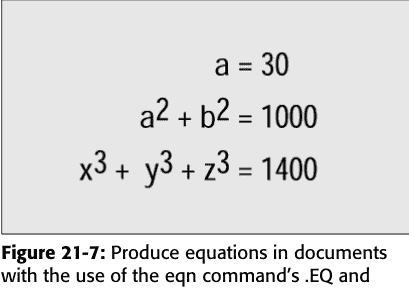 a = 30
a² + b² = 1000
x³ + y³ + z³ = 1400
Figure 21-7: Produce equations in documents
with the use of the eqn command’s .EQ and